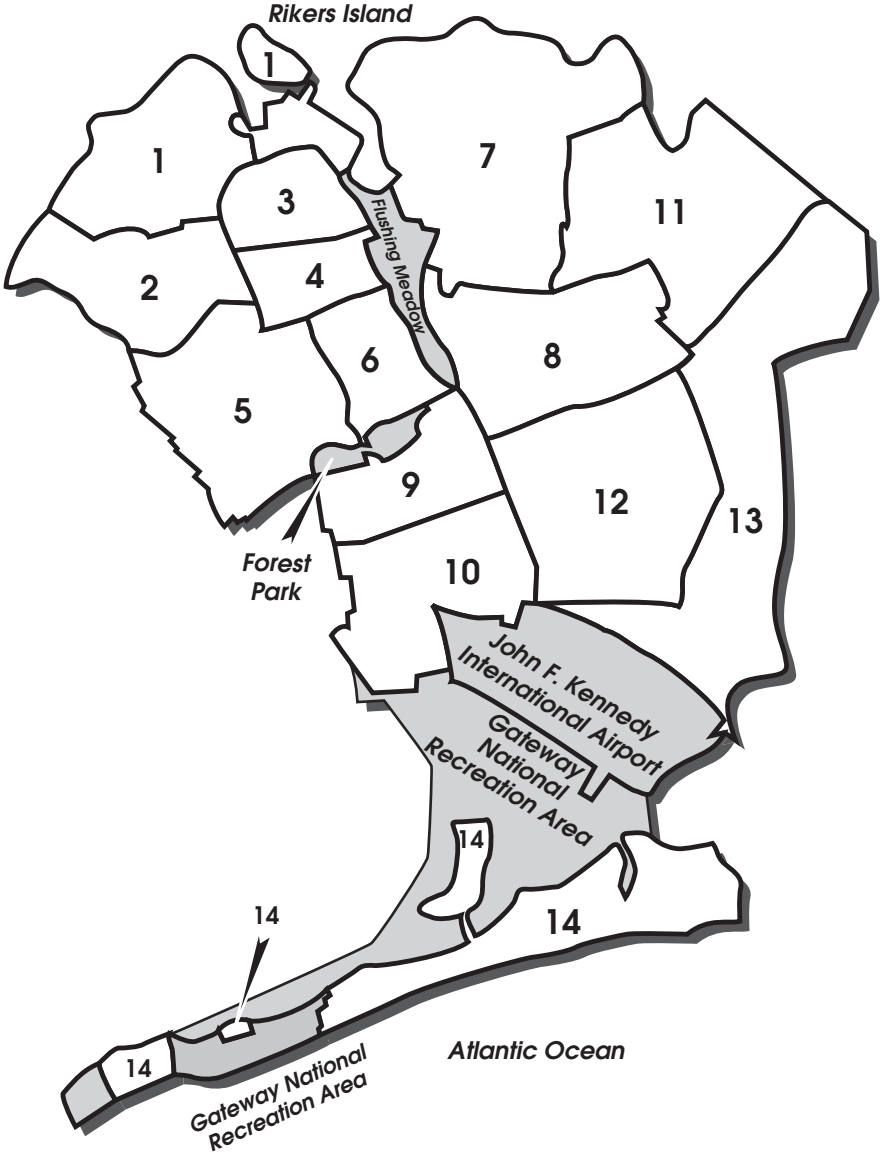 Rikers Island
1
7
1
3
11
Flushing Meadow
4
2
8
6
5
9
12
13
Forest
Park
10
John F. Kennedy
International Airport
Gateway
National
Recreation Area
14
14
14
14
Atlantic Ocean
Gateway National
Recreation Area